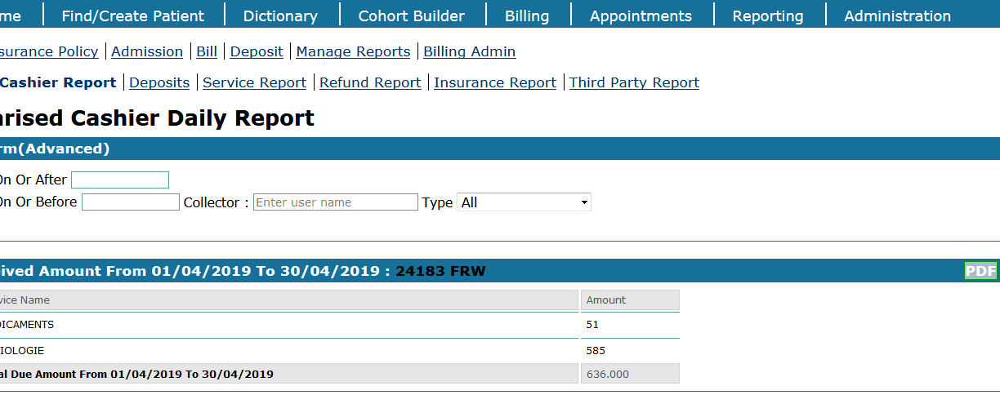 me Find/Create Patient Dictionary Cohort Builder Billing Appointments Reporting Administration
surance Policy Admission Bill Deposit Manage Reports Billing Admin
Cashier Report Deposits Service Report Refund Report Insurance Report Third Party Report
arised Cashier Daily Report
rm(Advanced)
On Or After
On Or Before Collector : Enter user name Type All
ived Amount From 01/04/2019 To 30/04/2019 : 24183 FRW PDF
vice Name Amount
DICAMENTS 51
IOLOGIE 585
al Due Amount From 01/04/2019 To 30/04/2019 636.000